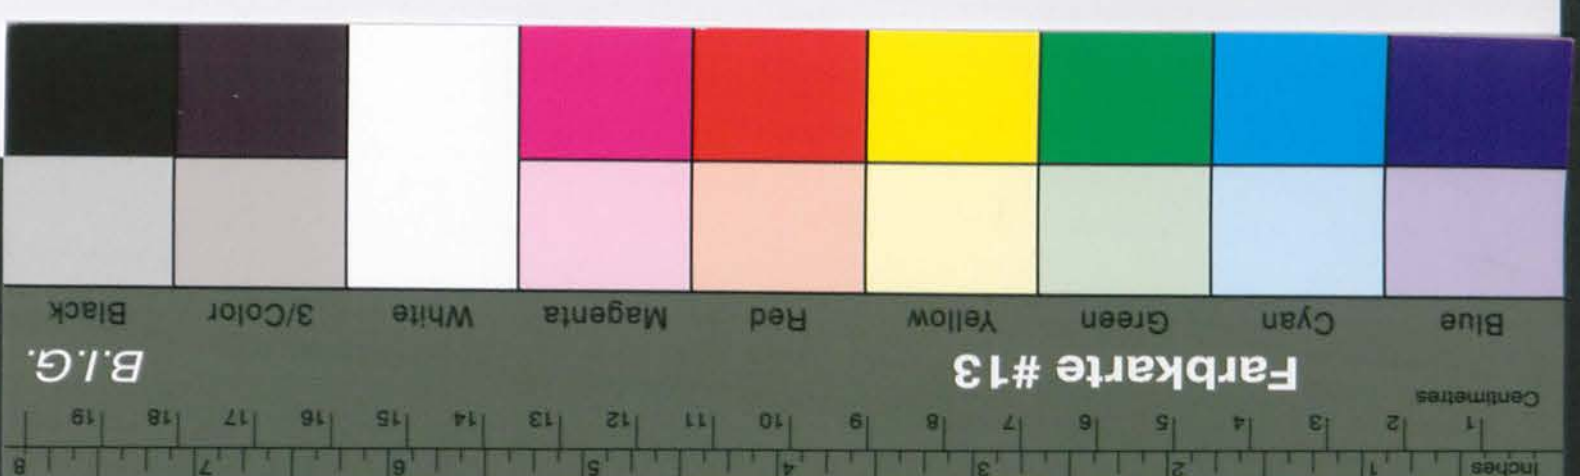 Inches 1 2 3 4 5 6 7 8
1 2 3 4 5 6 7 8 9 10 11 12 13 14 15 16 17 18 19
Centimetres
Farbkarte #13 B.I.G.
Blue Cyan Green Yellow Red Magenta White 3/Color Black